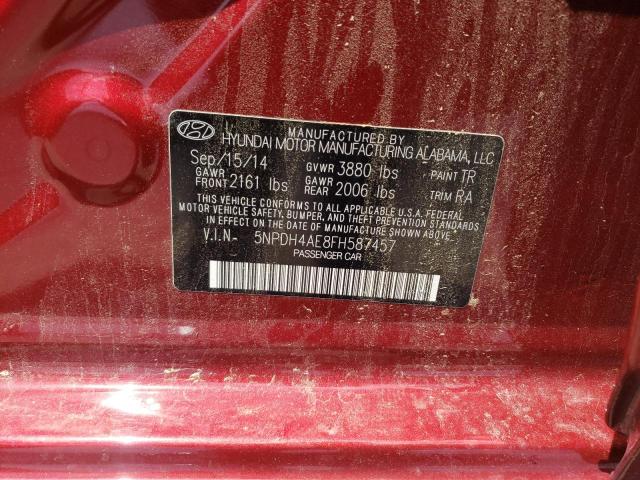 MANUFACTURED BY
HYUNDAI MOTOR MANUFACTURING ALABAMA, LLC
Sep/15/14 GVWR 3880 lbs PAINT TR
GAWR FRONT 2161 lbs GAWR REAR 2006 lbs TRIM RA
THIS VEHICLE CONFORMS TO ALL APPLICABLE U.S.A. FEDERAL
MOTOR VEHICLE SAFETY, BUMPER, AND THEFT PREVENTION STANDARDS
IN EFFECT ON THE DATE OF MANUFACTURE SHOWN ABOVE.
V.I.N- 5NPDH4AE8FH587457
PASSENGER CAR